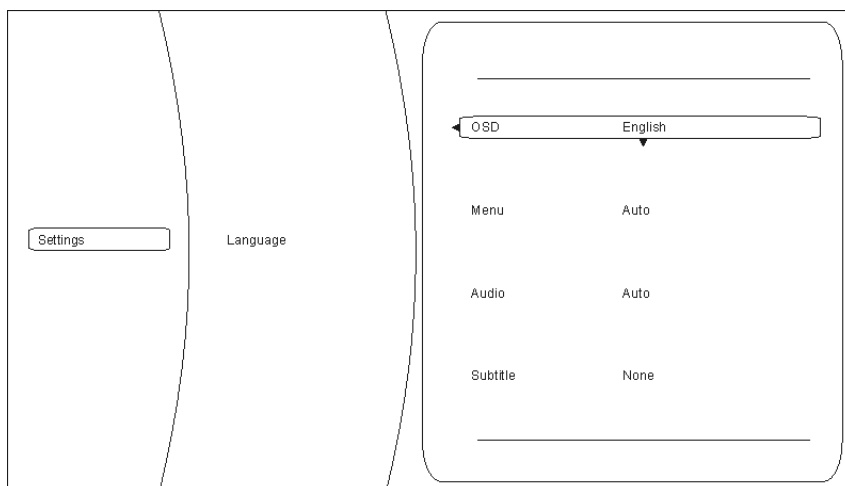 OSD English
Menu Auto
Settings
Language
Audio Auto
Subtitle None